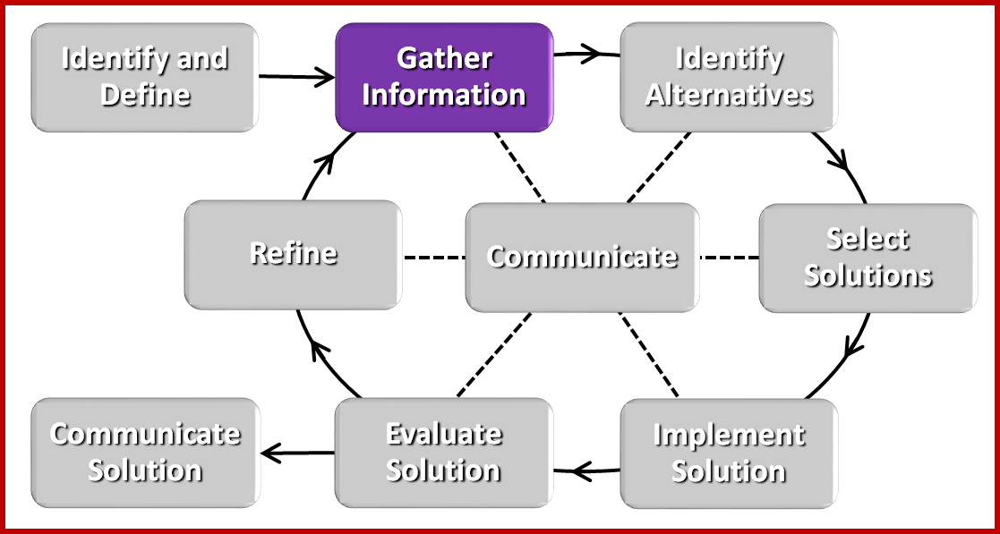 Identify and
Define
Gather
Information
Identify
Alternatives
Refine
Communicate
Select
Solutions
Communicate
Solution
Evaluate
Solution
Implement
Solution